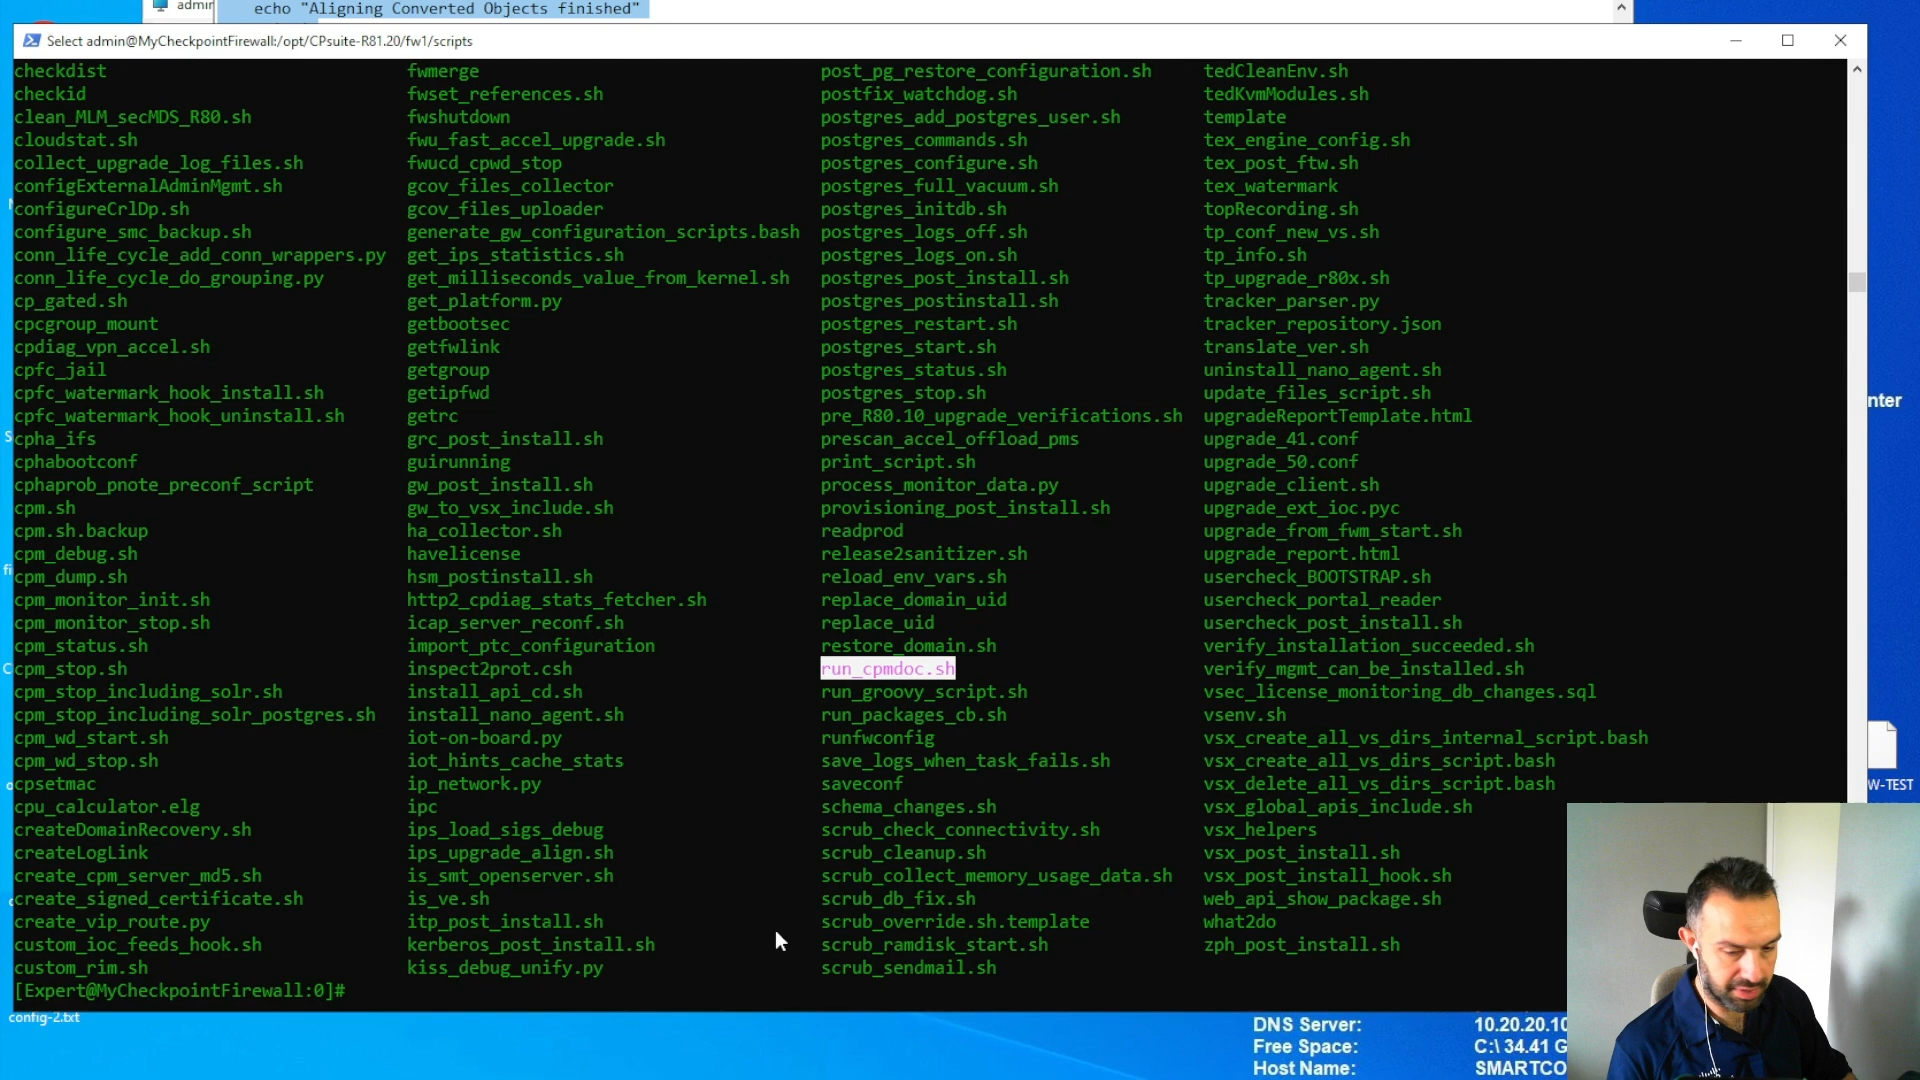 admin
echo "Aligning Converted Objects finished"
Select admin@MyCheckpointFirewall:/opt/CPsuite-R81.20/fw1/scripts
checkdist fwmerge post_pg_restore_configuration.sh tedCleanEnv.sh
checkid fwset_references.sh postfix_watchdog.sh tedKvmModules.sh
clean_MLM_secMDS_R80.sh fwshutdown postgres_add_postgres_user.sh template
cloudstat.sh fwu_fast_accel_upgrade.sh postgres_commands.sh tex_engine_config.sh
collect_upgrade_log_files.sh fwucd_cpwd_stop postgres_configure.sh tex_post_ftw.sh
configExternalAdminMgmt.sh gcov_files_collector postgres_full_vacuum.sh tex_watermark
configureCrlDp.sh gcov_files_uploader postgres_initdb.sh topRecording.sh
configure_smc_backup.sh generate_gw_configuration_scripts.bash postgres_logs_off.sh tp_conf_new_vs.sh
conn_life_cycle_add_conn_wrappers.py get_ips_statistics.sh postgres_logs_on.sh tp_info.sh
conn_life_cycle_do_grouping.py get_milliseconds_value_from_kernel.sh postgres_post_install.sh tp_upgrade_r80x.sh
cp_gated.sh get_platform.py postgres_postinstall.sh tracker_parser.py
cpcgroup_mount getbootsec postgres_restart.sh tracker_repository.json
cpdiag_vpn_accel.sh getfwlink postgres_start.sh translate_ver.sh
cpfc_jail getgroup postgres_status.sh uninstall_nano_agent.sh
cpfc_watermark_hook_install.sh getipfwd postgres_stop.sh update_files_script.sh
cpfc_watermark_hook_uninstall.sh getrc pre_R80.10_upgrade_verifications.sh upgradeReportTemplate.html
cpha_ifs grc_post_install.sh prescan_accel_offload_pms upgrade_41.conf
cphabootconf guirunning print_script.sh upgrade_50.conf
cphaprob_pnote_preconf_script gw_post_install.sh process_monitor_data.py upgrade_client.sh
cpm.sh gw_to_vsx_include.sh provisioning_post_install.sh upgrade_ext_ioc.pyc
cpm.sh.backup ha_collector.sh readprod upgrade_from_fwm_start.sh
cpm_debug.sh havelicense release2sanitizer.sh upgrade_report.html
cpm_dump.sh hsm_postinstall.sh reload_env_vars.sh usercheck_BOOTSTRAP.sh
cpm_monitor_init.sh http2_cpdiag_stats_fetcher.sh replace_domain_uid usercheck_portal_reader
cpm_monitor_stop.sh icap_server_reconf.sh replace_uid usercheck_post_install.sh
cpm_status.sh import_ptc_configuration restore_domain.sh verify_installation_succeeded.sh
cpm_stop.sh inspect2prot.csh run_cpmdoc.sh verify_mgmt_can_be_installed.sh
cpm_stop_including_solr.sh install_api_cd.sh run_groovy_script.sh vsec_license_monitoring_db_changes.sql
cpm_stop_including_solr_postgres.sh install_nano_agent.sh run_packages_cb.sh vsenv.sh
cpm_wd_start.sh iot-on-board.py runfwconfig vsx_create_all_vs_dirs_internal_script.bash
cpm_wd_stop.sh iot_hints_cache_stats save_logs_when_task_fails.sh vsx_create_all_vs_dirs_script.bash
cpsetmac ip_network.py saveconf vsx_delete_all_vs_dirs_script.bash
cpu_calculator.elg ipc schema_changes.sh vsx_global_apis_include.sh
createDomainRecovery.sh ips_load_sigs_debug scrub_check_connectivity.sh vsx_helpers
createLogLink ips_upgrade_align.sh scrub_cleanup.sh vsx_post_install.sh
create_cpm_server_md5.sh is_smt_openserver.sh scrub_collect_memory_usage_data.sh vsx_post_install_hook.sh
create_signed_certificate.sh is_ve.sh scrub_db_fix.sh web_api_show_package.sh
create_vip_route.py itp_post_install.sh scrub_override.sh.template what2do
custom_ioc_feeds_hook.sh kerberos_post_install.sh scrub_ramdisk_start.sh zph_post_install.sh
custom_rim.sh kiss_debug_unify.py scrub_sendmail.sh
[Expert@MyCheckpointFirewall:0]#
nter
W-TEST
config-2.txt
DNS Server: 10.20.20.10
Free Space: C:\ 34.41 G
Host Name: SMARTCO